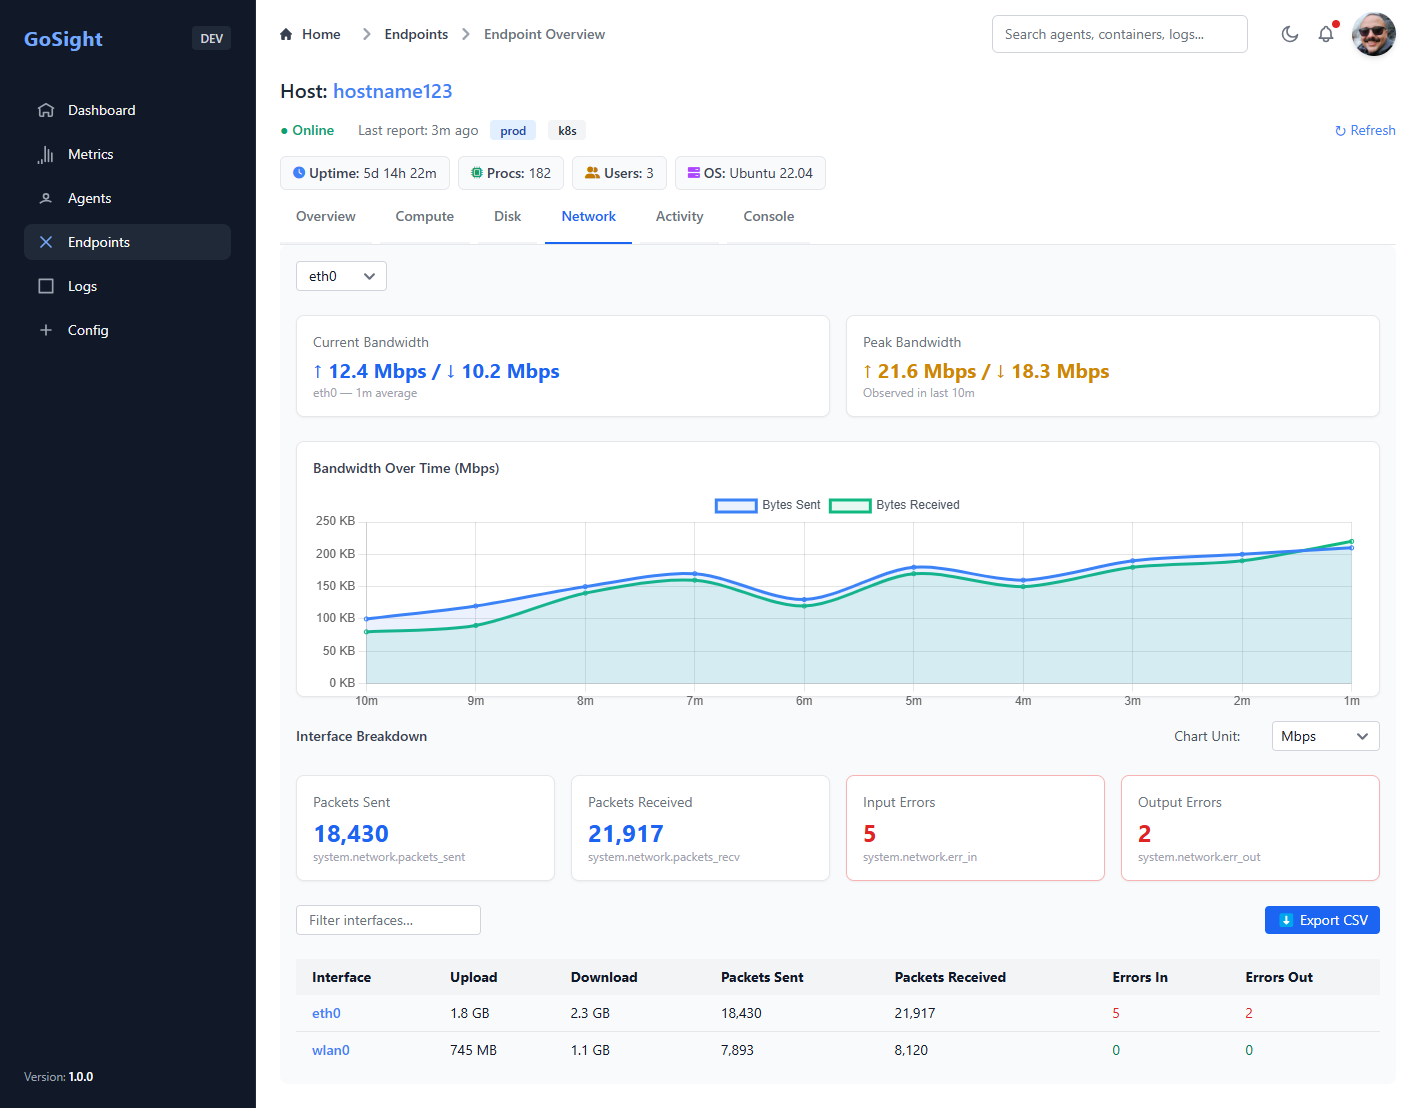 GoSight
DEV
Dashboard
Metrics
Agents
Endpoints
Logs
Config
Version: 1.0.0
Home
Endpoints
Endpoint Overview
Search agents, containers, logs...
Host: hostname123
● Online Last report: 3m ago prod k8s
↻ Refresh
Uptime: 5d 14h 22m
Procs: 182
Users: 3
OS: Ubuntu 22.04
Overview
Compute
Disk
Network
Activity
Console
eth0
Current Bandwidth
↑ 12.4 Mbps / ↓ 10.2 Mbps
eth0 — 1m average
Peak Bandwidth
↑ 21.6 Mbps / ↓ 18.3 Mbps
Observed in last 10m
Bandwidth Over Time (Mbps)
Bytes Sent
Bytes Received
250 KB
200 KB
150 KB
100 KB
50 KB
0 KB
10m 9m 8m 7m 6m 5m 4m 3m 2m 1m
Interface Breakdown
Chart Unit:
Mbps
Packets Sent
18,430
system.network.packets_sent
Packets Received
21,917
system.network.packets_recv
Input Errors
5
system.network.err_in
Output Errors
2
system.network.err_out
Filter interfaces...
⬇ Export CSV
Interface Upload Download Packets Sent Packets Received Errors In Errors Out
eth0 1.8 GB 2.3 GB 18,430 21,917 5 2
wlan0 745 MB 1.1 GB 7,893 8,120 0 0